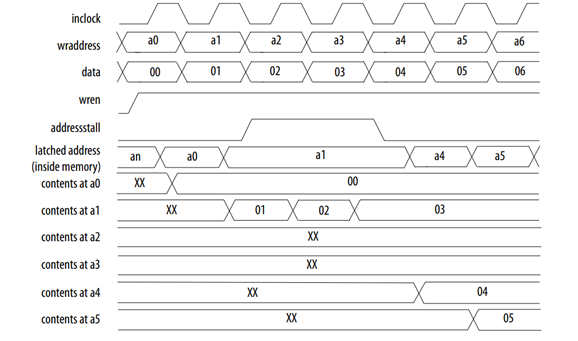 inclock
wraddress a0 a1 a2 a3 a4 a5 a6
data 00 01 02 03 04 05 06
wren
addressstall
latched address
(inside memory) an a0 a1 a4 a5
contents at a0 XX 00
contents at a1 XX 01 02 03
contents at a2 XX
contents at a3 XX
contents at a4 XX 04
contents at a5 XX 05